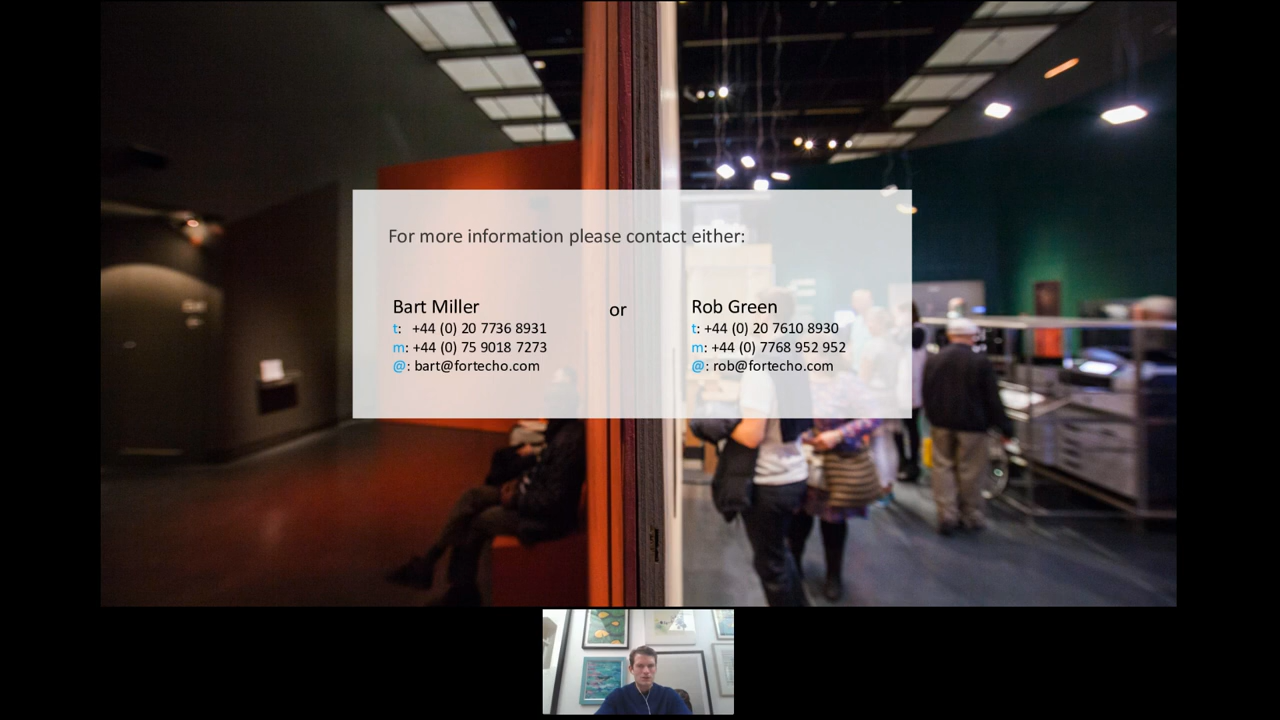 For more information please contact either:
Bart Miller
t: +44 (0) 20 7736 8931
m: +44 (0) 75 9018 7273
@: bart@fortecho.com
or
Rob Green
t: +44 (0) 20 7610 8930
m: +44 (0) 7768 952 952
@: rob@fortecho.com